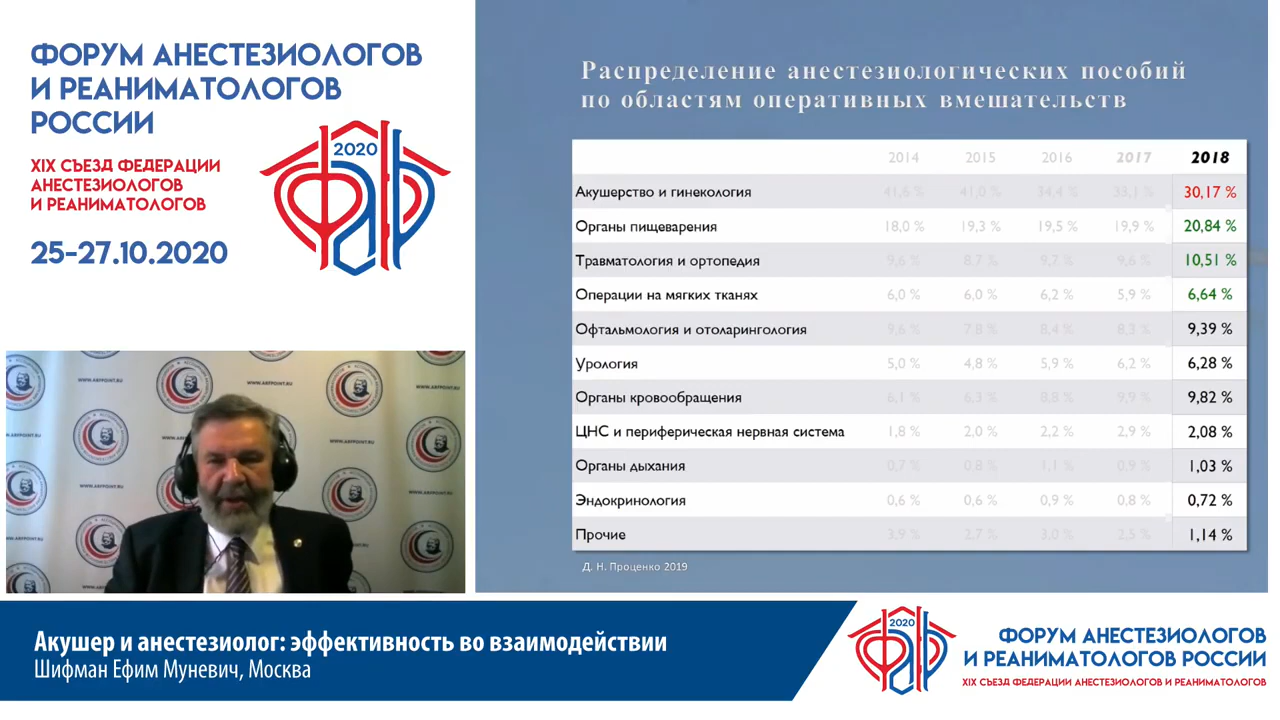 ФОРУМ АНЕСТЕЗИОЛОГОВ
И РЕАНИМАТОЛОГОВ
РОССИИ
XIX СЪЕЗД ФЕДЕРАЦИИ
АНЕСТЕЗИОЛОГОВ
И РЕАНИМАТОЛОГОВ
25-27.10.2020
2020
WWW.ARFPOINT.RU
Распределение анестезиологических пособий
по областям оперативных вмешательств
2014 2015 2016 2017 2018
Акушерство и гинекология 41,6 % 41,0 % 34,4 % 33,1 % 30,17 %
Органы пищеварения 18,0 % 19,3 % 19,5 % 19,9 % 20,84 %
Травматология и ортопедия 9,6 % 8,7 % 9,7 % 9,6 % 10,51 %
Операции на мягких тканях 6,0 % 6,0 % 6,2 % 5,9 % 6,64 %
Офтальмология и отоларингология 9,6 % 7,8 % 8,4 % 8,3 % 9,39 %
Урология 5,0 % 4,8 % 5,9 % 6,2 % 6,28 %
Органы кровообращения 6,1 % 6,3 % 8,8 % 9,9 % 9,82 %
ЦНС и периферическая нервная система 1,8 % 2,0 % 2,2 % 2,9 % 2,08 %
Органы дыхания 0,7 % 0,8 % 1,1 % 0,9 % 1,03 %
Эндокринология 0,6 % 0,6 % 0,9 % 0,8 % 0,72 %
Прочие 3,9 % 2,7 % 3,0 % 2,5 % 1,14 %
Д. Н. Проценко 2019
Акушер и анестезиолог: эффективность во взаимодействии
Шифман Ефим Муневич, Москва
2020
ФОРУМ АНЕСТЕЗИОЛОГОВ
И РЕАНИМАТОЛОГОВ РОССИИ
XIX СЪЕЗД ФЕДЕРАЦИИ АНЕСТЕЗИОЛОГОВ И РЕАНИМАТОЛОГОВ